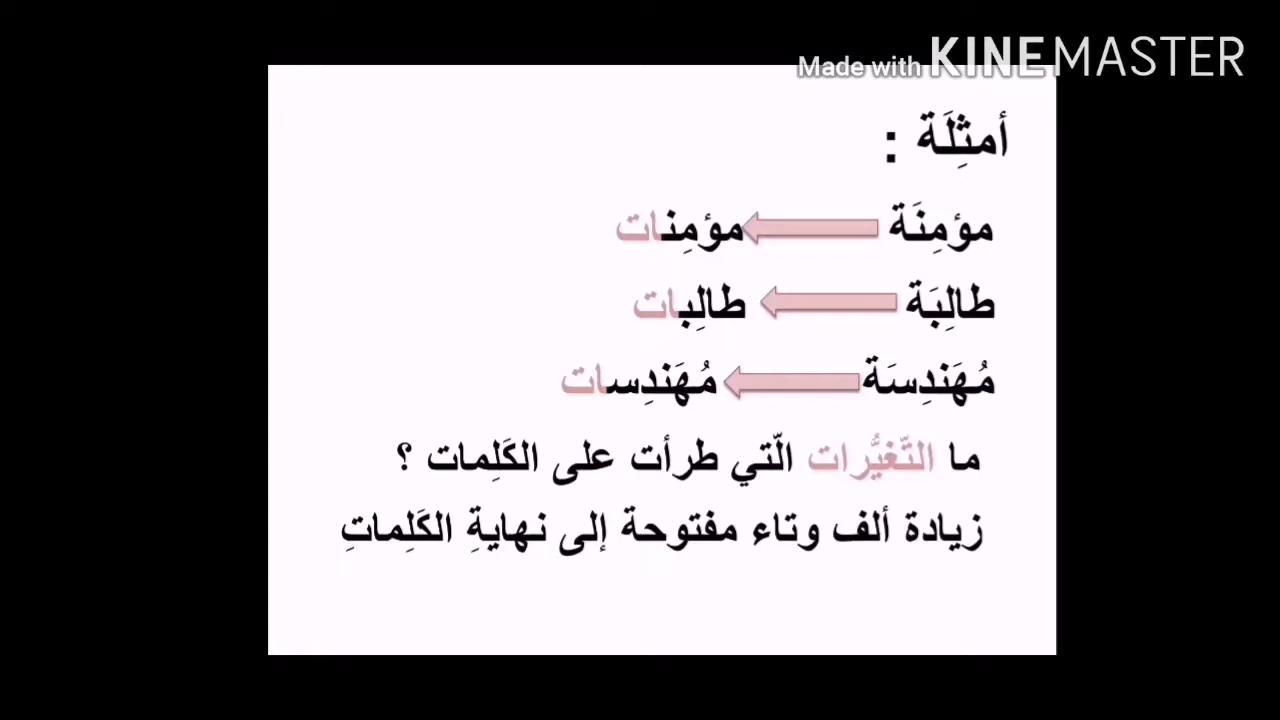 Made with KINEMASTER
أمثِلَة :
مؤمِنَة مؤمِنات
طالِبَة طالِبات
مُهَندِسَة مُهَندِسات
ما التّغيُّرات الّتي طرأت على الكَلِمات ؟
زيادة ألف وتاء مفتوحة إلى نهايةِ الكَلِماتِ